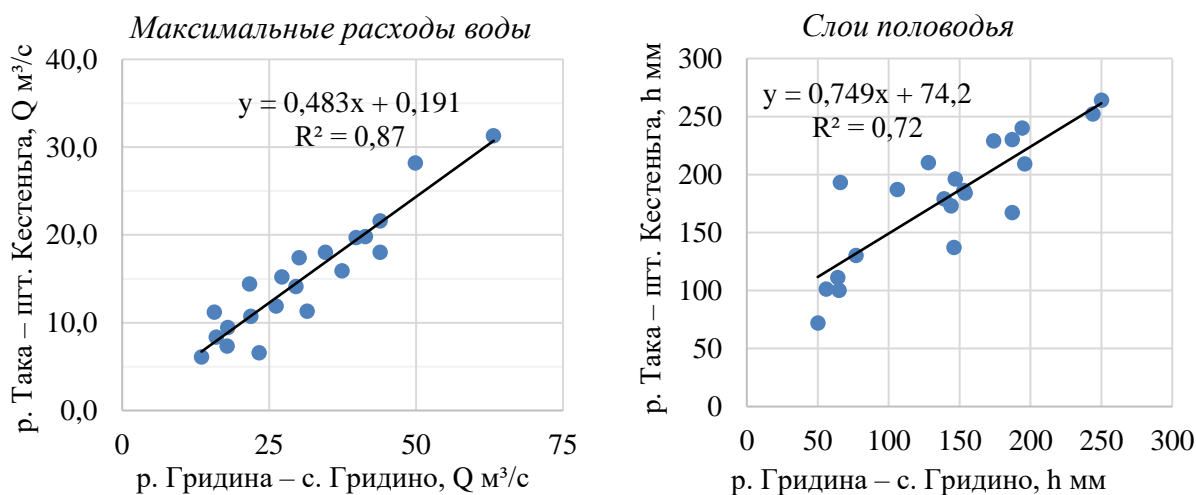 Максимальные расходы воды
р. Така – пгт. Кестеньга, Q м³/с
40,0
30,0
20,0
10,0
0,0
y = 0,483x + 0,191
R² = 0,87
0
25
50
75
р. Гридина – с. Гридино, Q м³/с
Слои половодья
р. Така – пгт. Кестеньга, h мм
300
250
200
150
100
50
0
y = 0,749x + 74,2
R² = 0,72
0
50
100
150
200
250
300
р. Гридина – с. Гридино, h мм